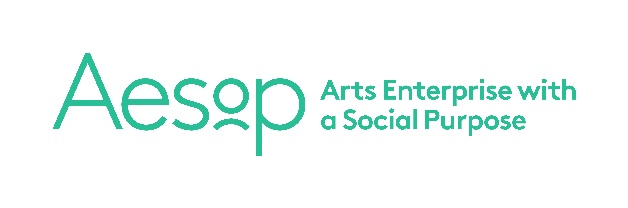 Aesop
Arts Enterprise with
a Social Purpose